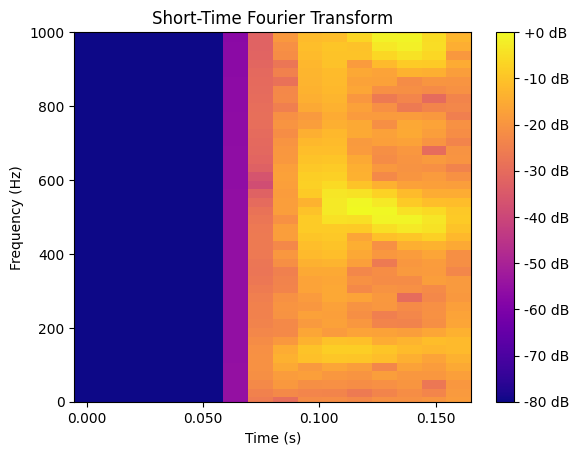 Short-Time Fourier Transform
1000
800
600
400
200
0
Frequency (Hz)
0.000
0.050
0.100
0.150
Time (s)
+0 dB
-10 dB
-20 dB
-30 dB
-40 dB
-50 dB
-60 dB
-70 dB
-80 dB